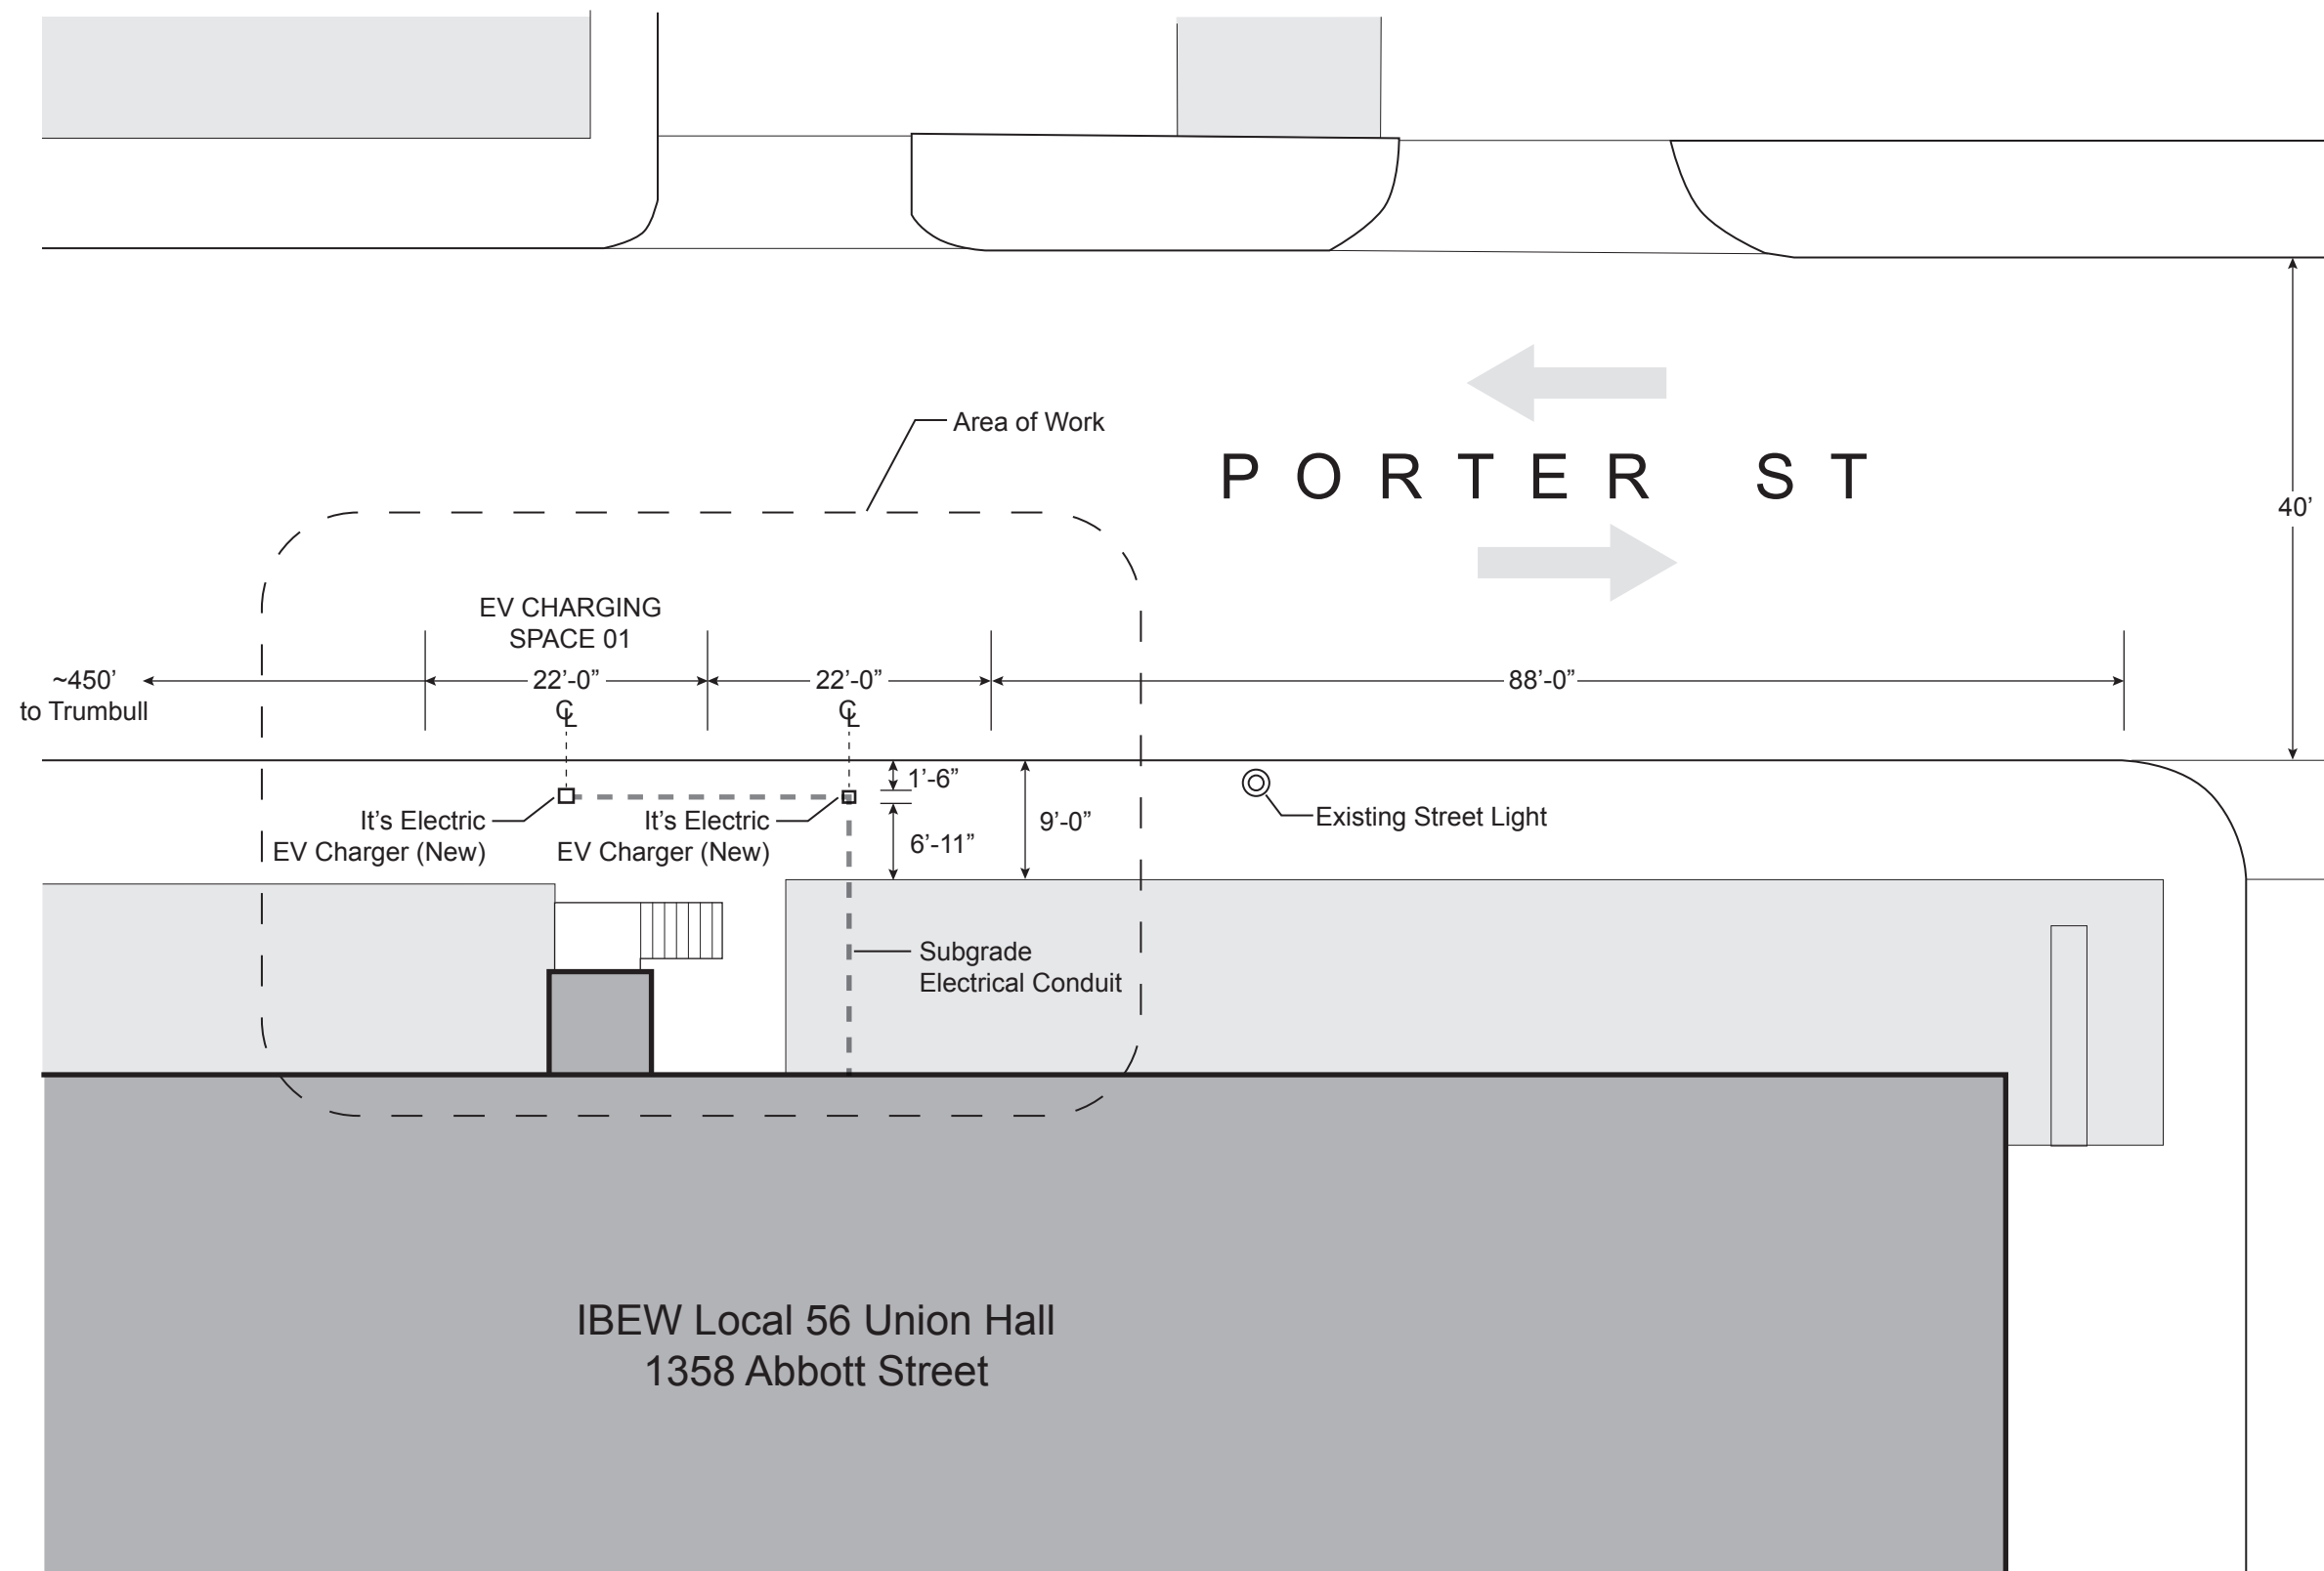 Area of Work
PORTER ST
40’
EV CHARGING
SPACE 01
~450’
to Trumbull
22’-0”
22’-0”
88’-0”
℄
℄
1’-6”
It’s Electric
EV Charger (New)
It’s Electric
EV Charger (New)
9’-0”
6’-11”
Existing Street Light
Subgrade
Electrical Conduit
IBEW Local 56 Union Hall
1358 Abbott Street